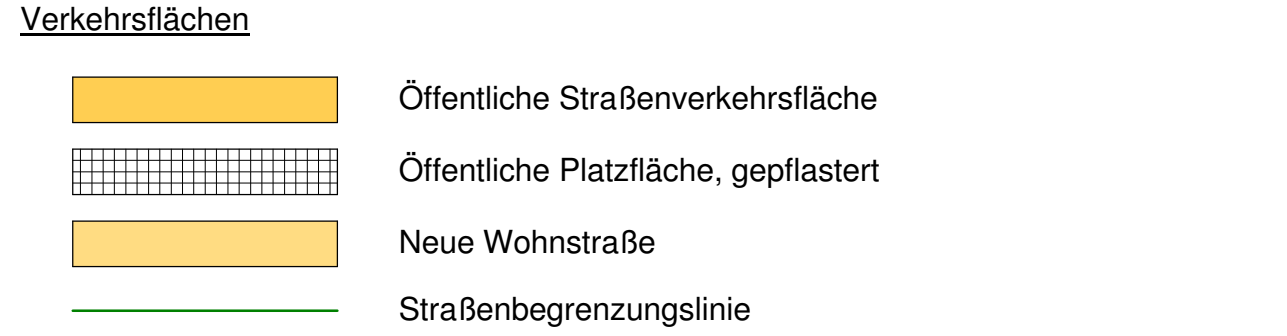 Verkehrsflächen
Öffentliche Straßenverkehrsfläche
Öffentliche Platzfläche, gepflastert
Neue Wohnstraße
Straßenbegrenzungslinie